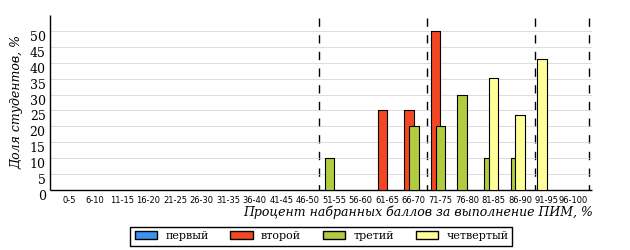 Доля студентов, %
50
45
40
35
30
25
20
15
10
5
0
0-5 6-10 11-15 16-20 21-25 26-30 31-35 36-40 41-45 46-50 51-55 56-60 61-65 66-70 71-75 76-80 81-85 86-90 91-95 96-100
Процент набранных баллов за выполнение ПИМ, %
первый второй третий четвертый